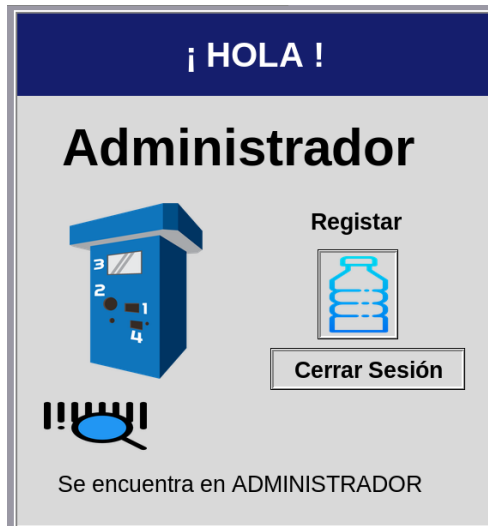 ¡ HOLA !
Administrador
Registar
3
2
1
4
Cerrar Sesión
Se encuentra en ADMINISTRADOR